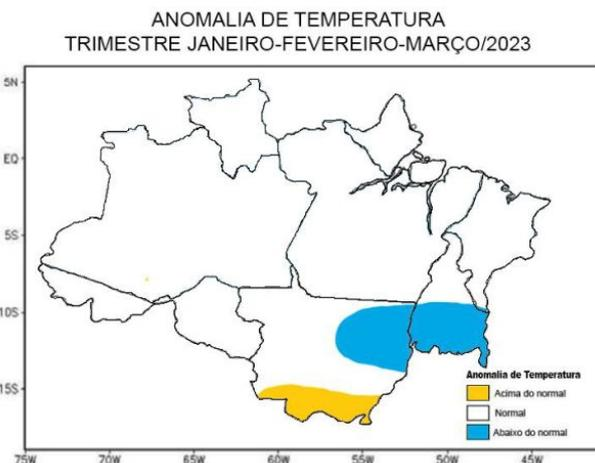 ANOMALIA DE TEMPERATURA
TRIMESTRE JANEIRO-FEVEREIRO-MARÇO/2023
5N
EQ
5S
10S
15S
75W 70W 65W 60W 55W 50W 45W
Anomalia de Temperatura
Acima do normal
Normal
Abaixo do normal